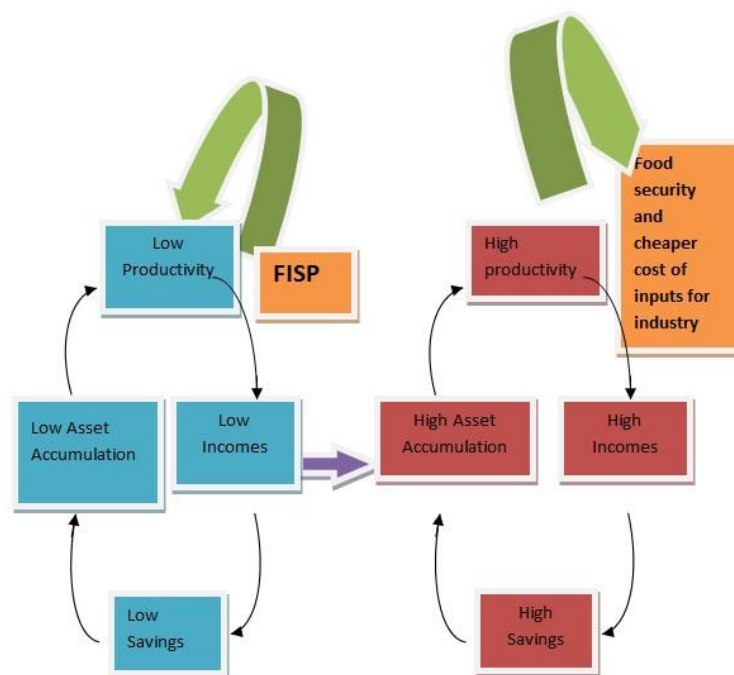 Low
Productivity
FISP
Low Asset
Accumulation
Low
Incomes
Low
Savings
High
productivity
Food
security
and
cheaper
cost of
inputs for
industry
High Asset
Accumulation
High
Incomes
High
Savings